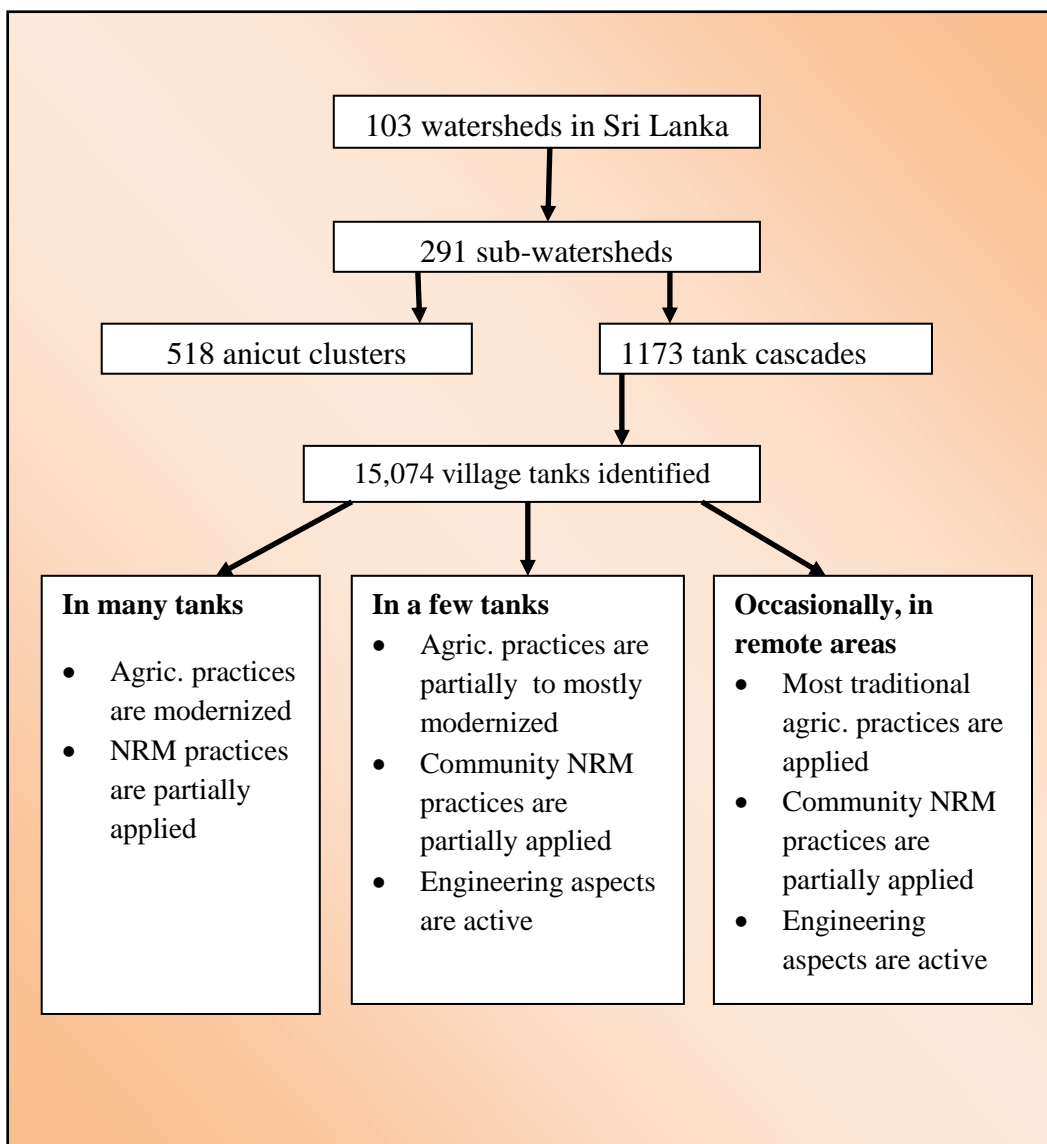 103 watersheds in Sri Lanka
291 sub-watersheds
518 anicut clusters
1173 tank cascades
15,074 village tanks identified
In many tanks
• Agric. practices
are modernized
• NRM practices
are partially
applied
In a few tanks
• Agric. practices are
partially to mostly
modernized
• Community NRM
practices are
partially applied
• Engineering aspects
are active
Occasionally, in
remote areas
• Most traditional
agric. practices are
applied
• Community NRM
practices are
partially applied
• Engineering
aspects are active